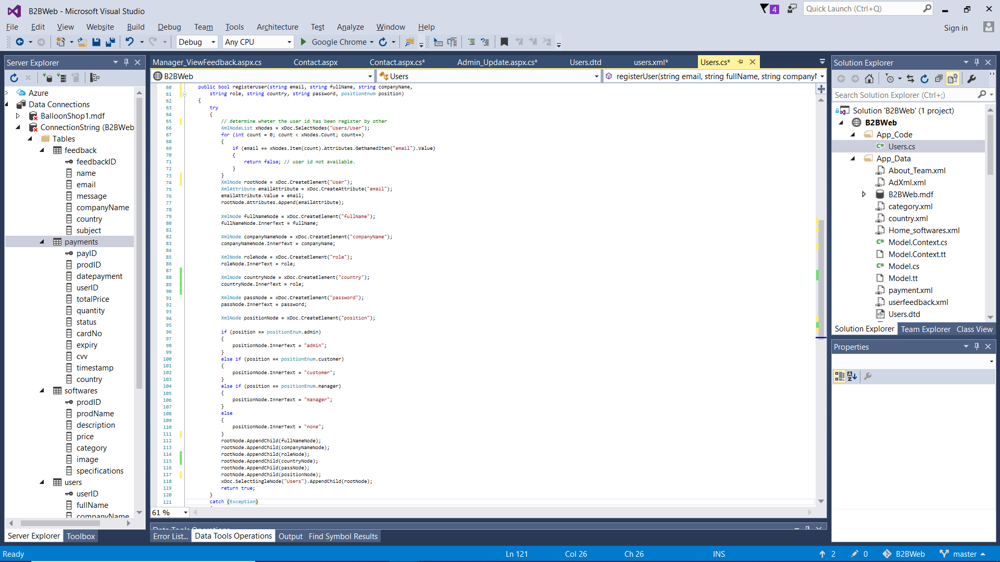 B2BWeb - Microsoft Visual Studio
4
Quick Launch (Ctrl+Q)
File Edit View Website Build Debug Team Tools Architecture Test Analyze Window Help
Sign in
Debug Any CPU Google Chrome
Server Explorer
Azure
Data Connections
BalloonShop1.mdf
ConnectionString (B2BWeb
Tables
feedback
feedbackID
name
email
message
companyName
country
subject
payments
payID
prodID
datepayment
userID
totalPrice
quantity
status
cardNo
expiry
cvv
timestamp
country
softwares
prodID
prodName
description
price
category
image
specifications
users
userID
fullName
companyName
Server Explorer Toolbox
Manager_ViewFeedback.aspx.cs Contact.aspx Contact.aspx.cs* Admin_Update.aspx.cs* Users.dtd users.xml* Users.cs*
B2BWeb Users registerUser(string email, string fullName, string companyN
60 public bool registerUser(string email, string fullName, string companyName,
61 string role, string country, string password, positionEnum position)
62 {
63 try
64 {
65 // determine wheter the user id has been register by other
66 XmlNodeList xNodes = xDoc.SelectNodes("Users/User");
67 for (int count = 0; count < xNodes.Count; count++)
68 {
69 if (email == xNodes.Item(count).Attributes.GetNamedItem("email").Value)
70 {
71 return false; // user id not available.
72 }
73 }
74 XmlNode rootNode = xDoc.CreateElement("User");
75 XmlAttribute emailAttribute = xDoc.CreateAttribute("email");
76 emailAttribute.Value = email;
77 rootNode.Attributes.Append(emailAttribute);
78
79 XmlNode fullNameNode = xDoc.CreateElement("fullName");
80 fullNameNode.InnerText = fullName;
81
82 XmlNode companyNameNode = xDoc.CreateElement("companyName");
83 companyNameNode.InnerText = companyName;
84
85 XmlNode roleNode = xDoc.CreateElement("role");
86 roleNode.InnerText = role;
87
88 XmlNode countryNode = xDoc.CreateElement("country");
89 countryNode.InnerText = role;
90
91 XmlNode passNode = xDoc.CreateElement("password");
92 passNode.InnerText = password;
93
94 XmlNode positionNode = xDoc.CreateElement("position");
95
96 if (position == positionEnum.admin)
97 {
98 positionNode.InnerText = "admin";
99 }
100 else if (position == positionEnum.customer)
101 {
102 positionNode.InnerText = "customer";
103 }
104 else if (position == positionEnum.manager)
105 {
106 positionNode.InnerText = "manager";
107 }
108 else
109 {
110 positionNode.InnerText = "none";
111 }
112 rootNode.AppendChild(fullNameNode);
113 rootNode.AppendChild(companyNameNode);
114 rootNode.AppendChild(roleNode);
115 rootNode.AppendChild(countryNode);
116 rootNode.AppendChild(passNode);
117 rootNode.AppendChild(positionNode);
118 xDoc.SelectSingleNode("Users").AppendChild(rootNode);
119 return true;
120 }
121 catch (Exception)
61 %
Data Tools Operations
Error List... Data Tools Operations Output Find Symbol Results
Solution Explorer
Search Solution Explorer (Ctrl+;)
Solution 'B2BWeb' (1 project)
B2BWeb
App_Code
Users.cs
App_Data
About_Team.xml
AdXml.xml
B2BWeb.mdf
category.xml
country.xml
Home_softwares.xml
Model.Context.cs
Model.Context.tt
Model.cs
Model.tt
payment.xml
userfeedback.xml
Users.dtd
Solution Explorer Team Explorer Class View
Properties
Ready Ln 121 Col 26 Ch 26 INS 2 0 B2BWeb master